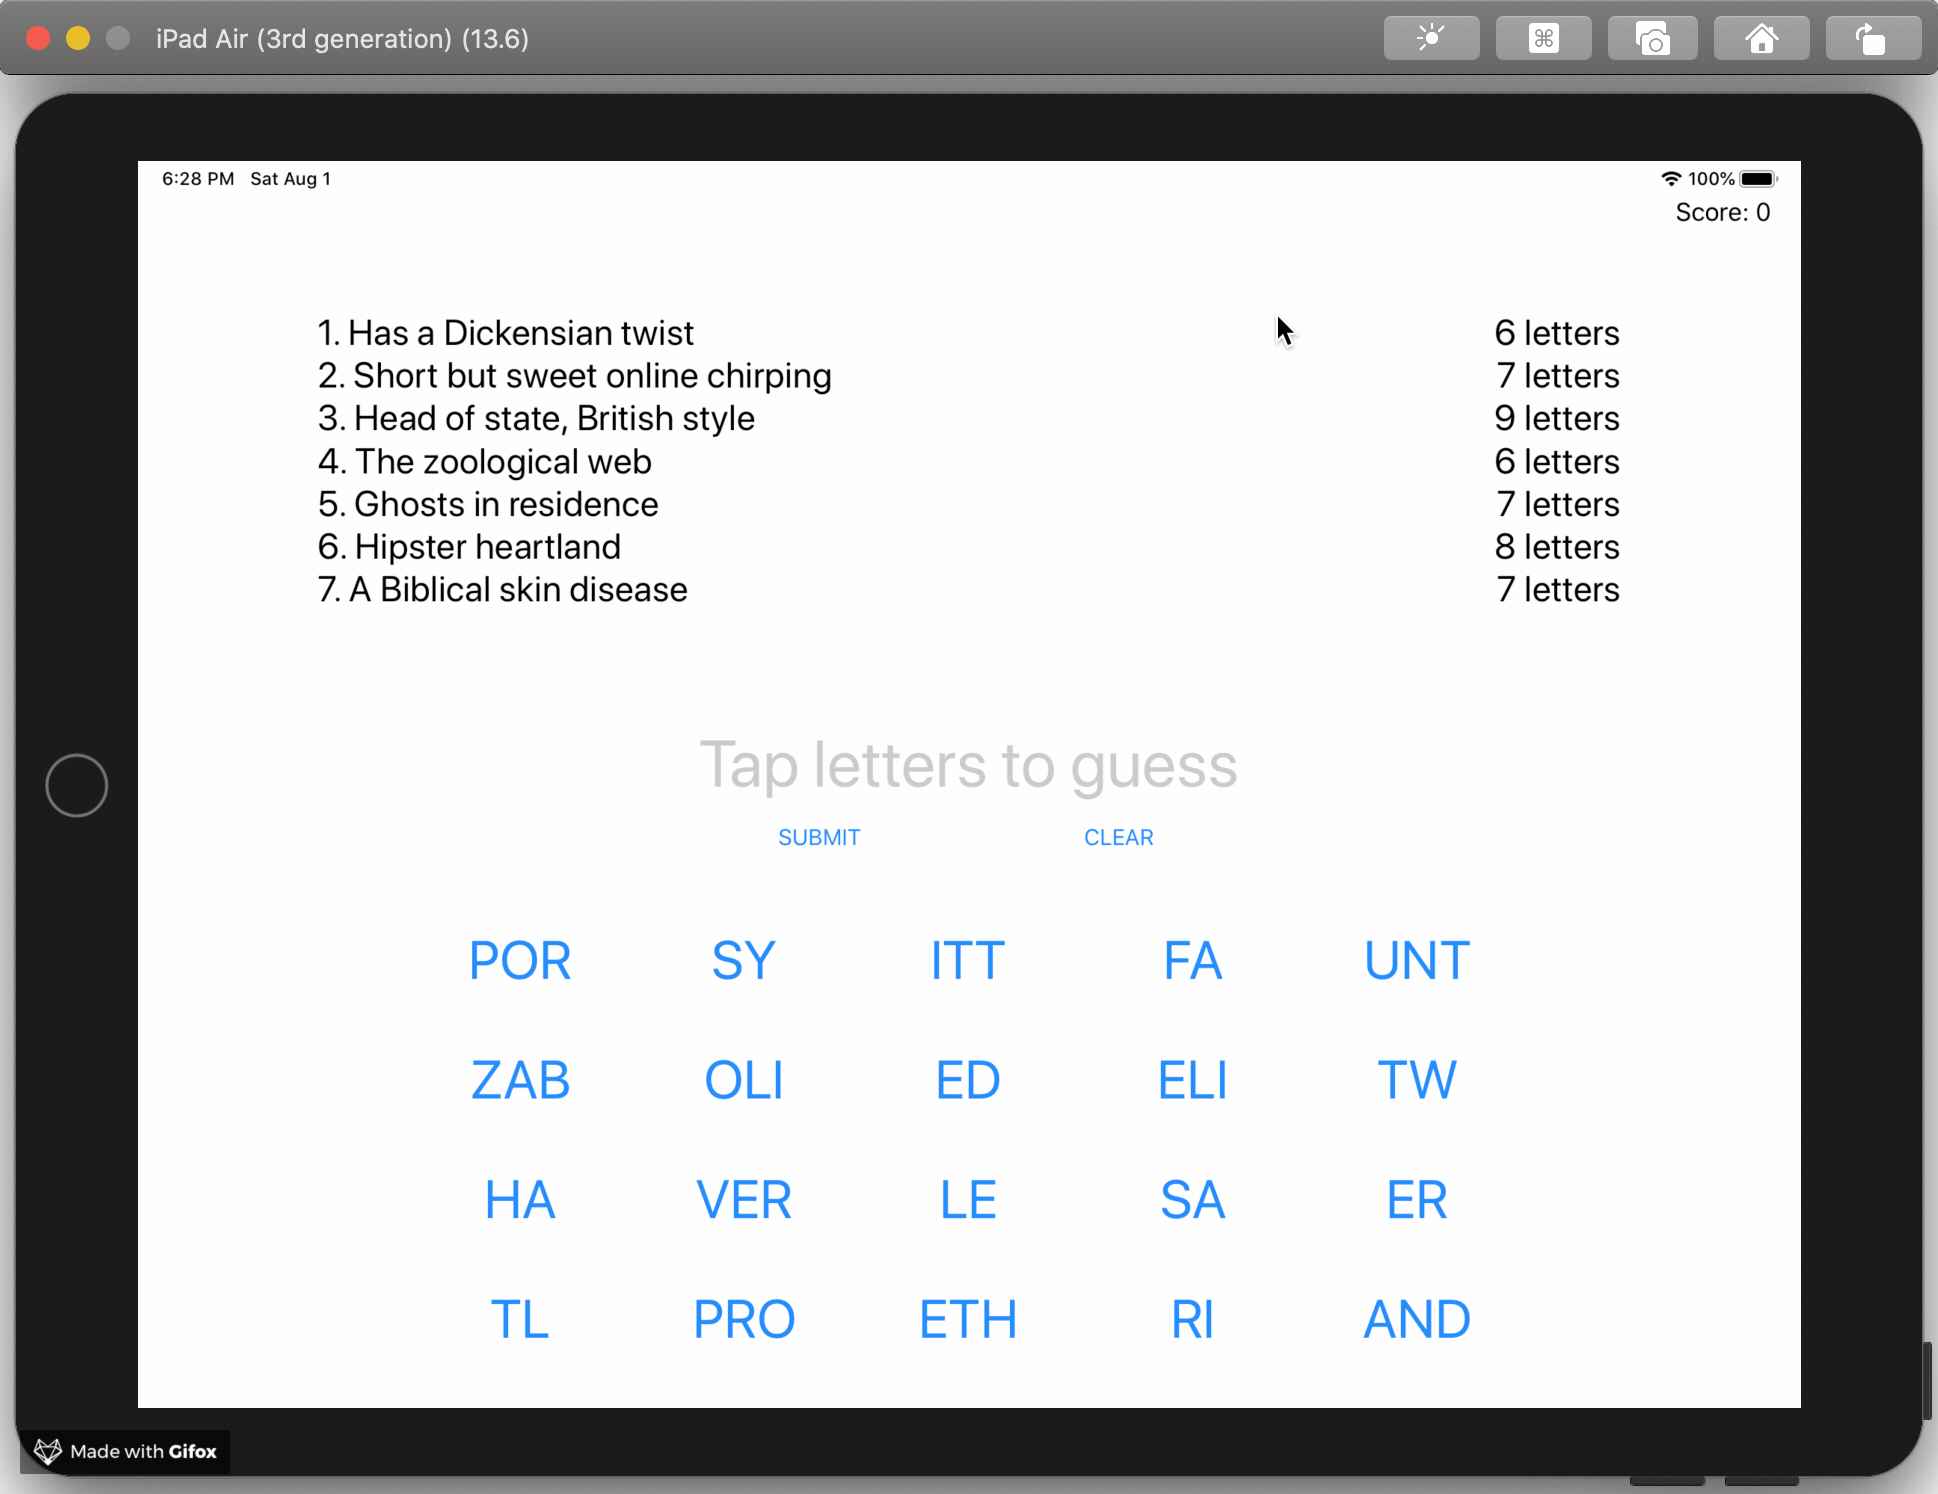 iPad Air (3rd generation) (13.6)
6:28 PM Sat Aug 1
100%
Score: 0
1. Has a Dickensian twist 6 letters
2. Short but sweet online chirping 7 letters
3. Head of state, British style 9 letters
4. The zoological web 6 letters
5. Ghosts in residence 7 letters
6. Hipster heartland 8 letters
7. A Biblical skin disease 7 letters
Tap letters to guess
SUBMIT CLEAR
POR SY ITT FA UNT
ZAB OLI ED ELI TW
HA VER LE SA ER
TL PRO ETH RI AND
Made with Gifox